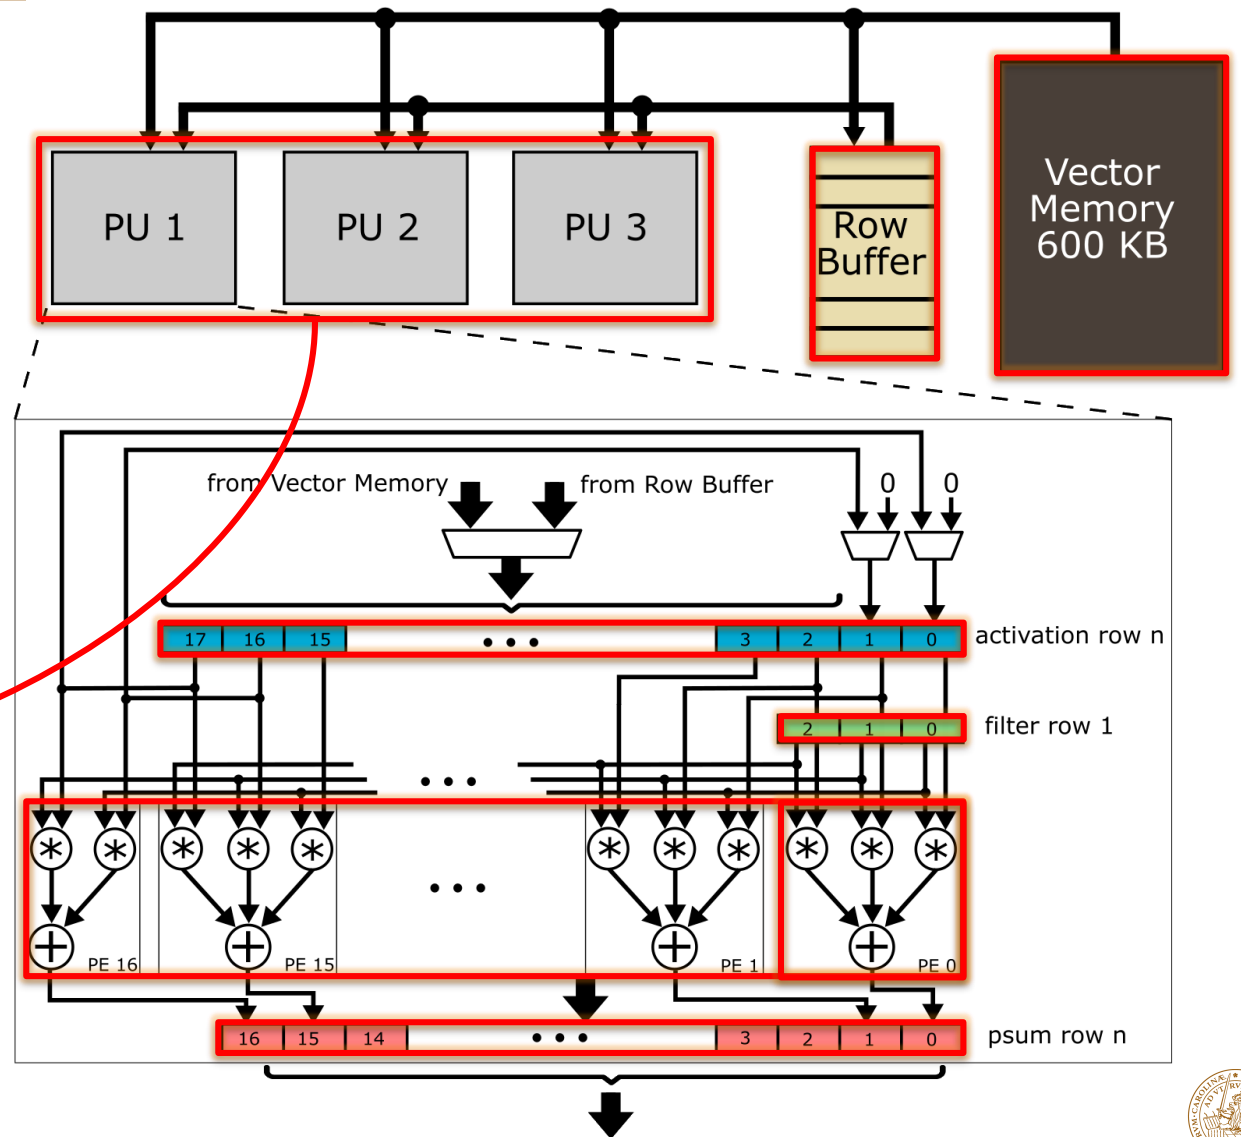 PU 1
PU 2
PU 3
Row
Buffer
Vector
Memory
600 KB
from Vector Memory
from Row Buffer
0
0
17 16 15 • • • 3 2 1 0
activation row n
2 1 0
filter row 1
• • •
* * * * * * * * * * *
• • •
+ + + +
PE 16
PE 15
PE 1
PE 0
16 15 14 • • • 3 2 1 0
psum row n